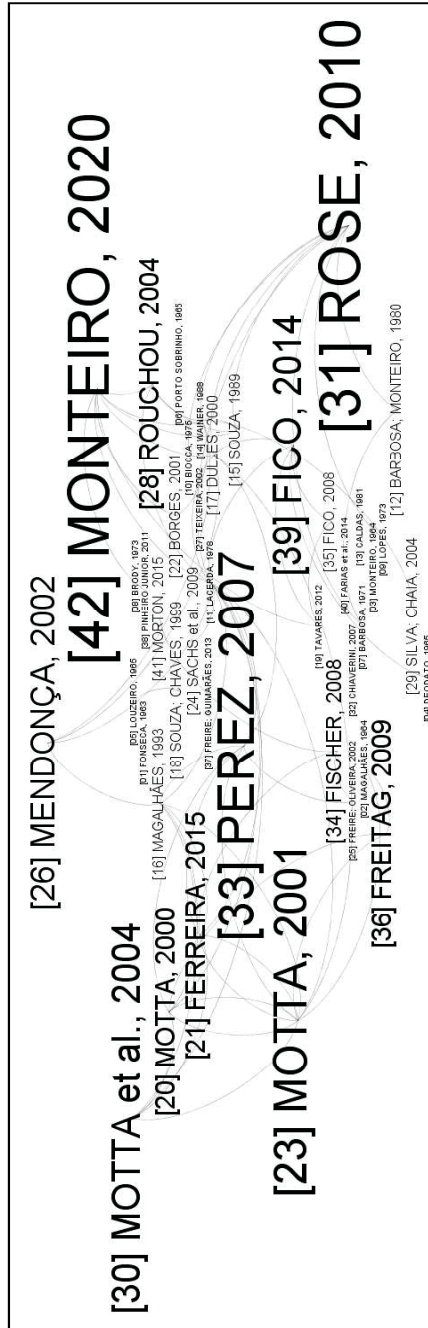 [30] MOTTA et al., 2004
[26] MENDONÇA, 2002
[42] MONTEIRO, 2020
[20] MOTTA, 2000
[21] FERREIRA, 2015
[16] MAGALHÃES, 1993
[01] FONSECA, 1963
[05] LOUZEIRO, 1965
[38] PINHEIRO JUNIOR, 2011
[08] BRODY, 1973
[28] ROUCHOU, 2004
[41] MORTON, 2015
[18] SOUZA; CHAVES, 1999
[22] BORGES, 2001
[06] PORTO SOBRINHO, 1965
[24] SACHS et al., 2009
[10] BIOCCA, 1975
[27] TEIXEIRA, 2002
[14] WAINER, 1988
[37] FREIRE; GUIMARÃES, 2013
[11] LACERDA, 1978
[17] DULLES, 2000
[33] PEREZ, 2007
[15] SOUZA, 1989
[23] MOTTA, 2001
[39] FICO, 2014
[31] ROSE, 2010
[19] TAVARES, 2012
[34] FISCHER, 2008
[35] FICO, 2008
[40] FARIAS et al., 2014
[25] FREIRE; OLIVEIRA, 2002
[32] CHIAVERINI, 2007
[13] CALDAS, 1981
[02] MAGALHÃES, 1964
[07] BARBOSA, 1971
[03] MONTEIRO, 1964
[36] FREITAG, 2009
[09] LOPES, 1973
[12] BARBOSA; MONTEIRO, 1980
[29] SILVA; CHAIA, 2004
[04] DEODATO, 1965